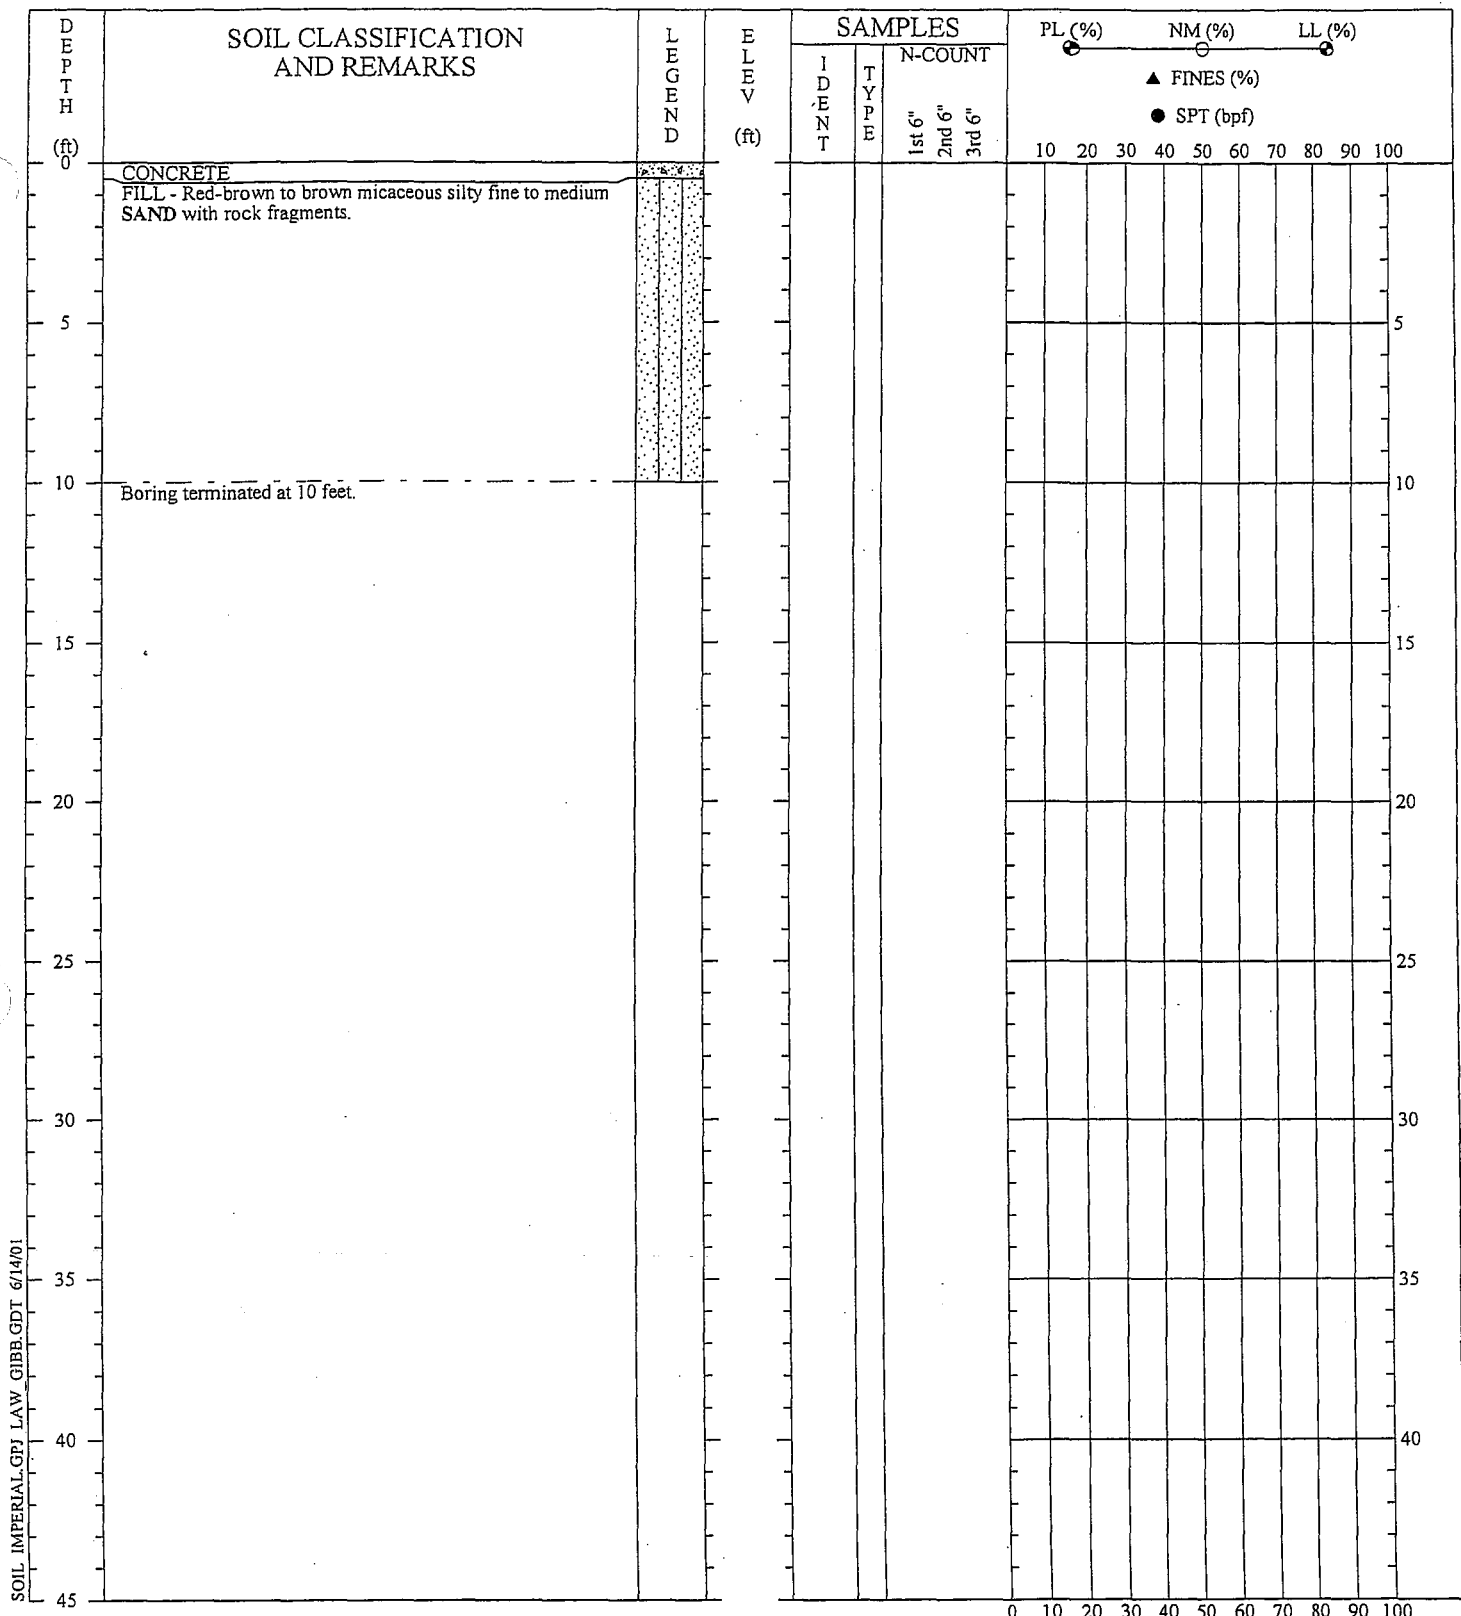 DEPTH (ft)
SOIL CLASSIFICATION
AND REMARKS
LEGEND
ELEV (ft)
SAMPLES
IDENT
TYPE
N-COUNT
1st 6"
2nd 6"
3rd 6"
PL (%) NM (%) LL (%)
▲ FINES (%)
● SPT (bpf)
10 20 30 40 50 60 70 80 90 100
0
CONCRETE
FILL - Red-brown to brown micaceous silty fine to medium
SAND with rock fragments.
5 5
10 10
Boring terminated at 10 feet.
15 15
20 20
25 25
30 30
35 35
40 40
45
0 10 20 30 40 50 60 70 80 90 100
SOIL IMPERIAL.GPJ LAW_GIBB.GDT 6/14/01